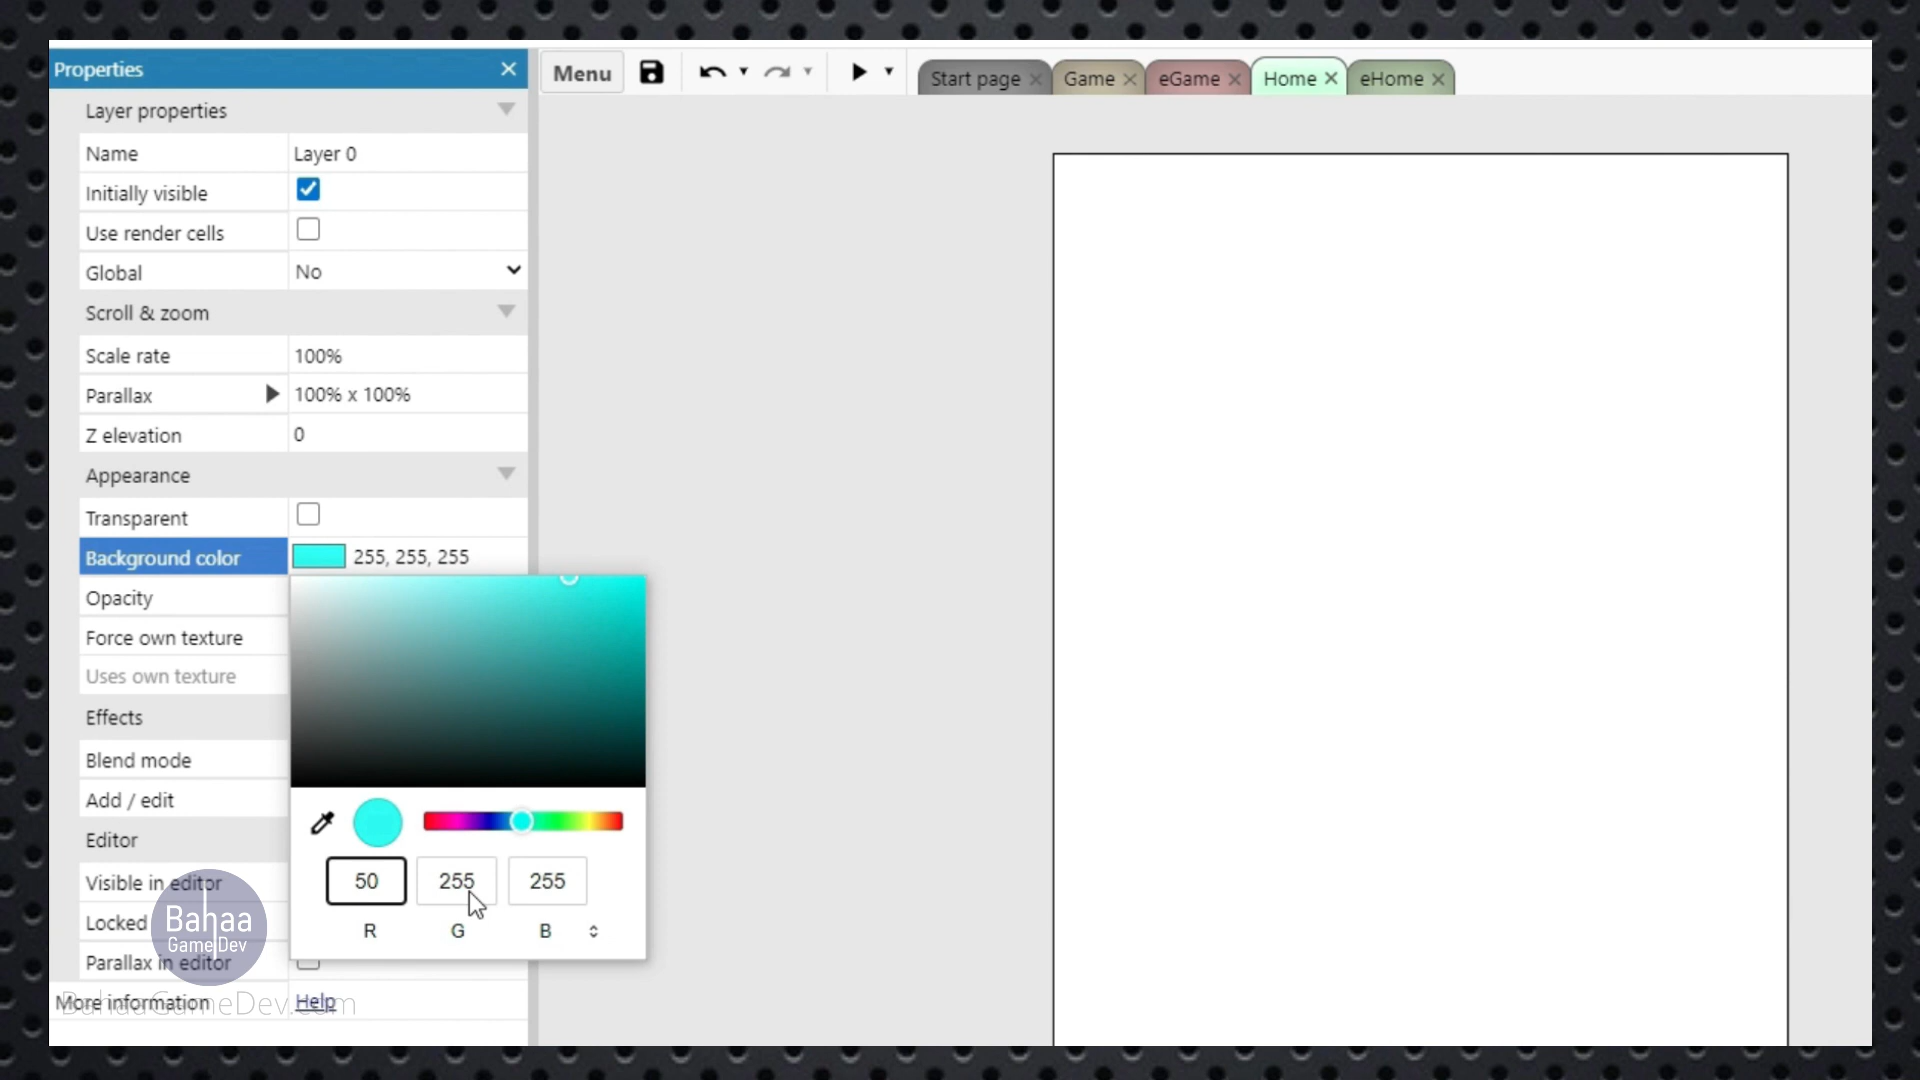 Properties
Menu
Start page
Game
eGame
Home
eHome
Layer properties
Name Layer 0
Initially visible
Use render cells
Global No
Scroll & zoom
Scale rate 100%
Parallax 100% x 100%
Z elevation 0
Appearance
Transparent
Background color 255, 255, 255
Opacity
Force own texture
Uses own texture
Effects
Blend mode
Add / edit
Editor
Visible in editor
Locked
Parallax in editor
More information Help
50 255 255
R G B
Bahaa
GameDev
BahaaGameDev.com